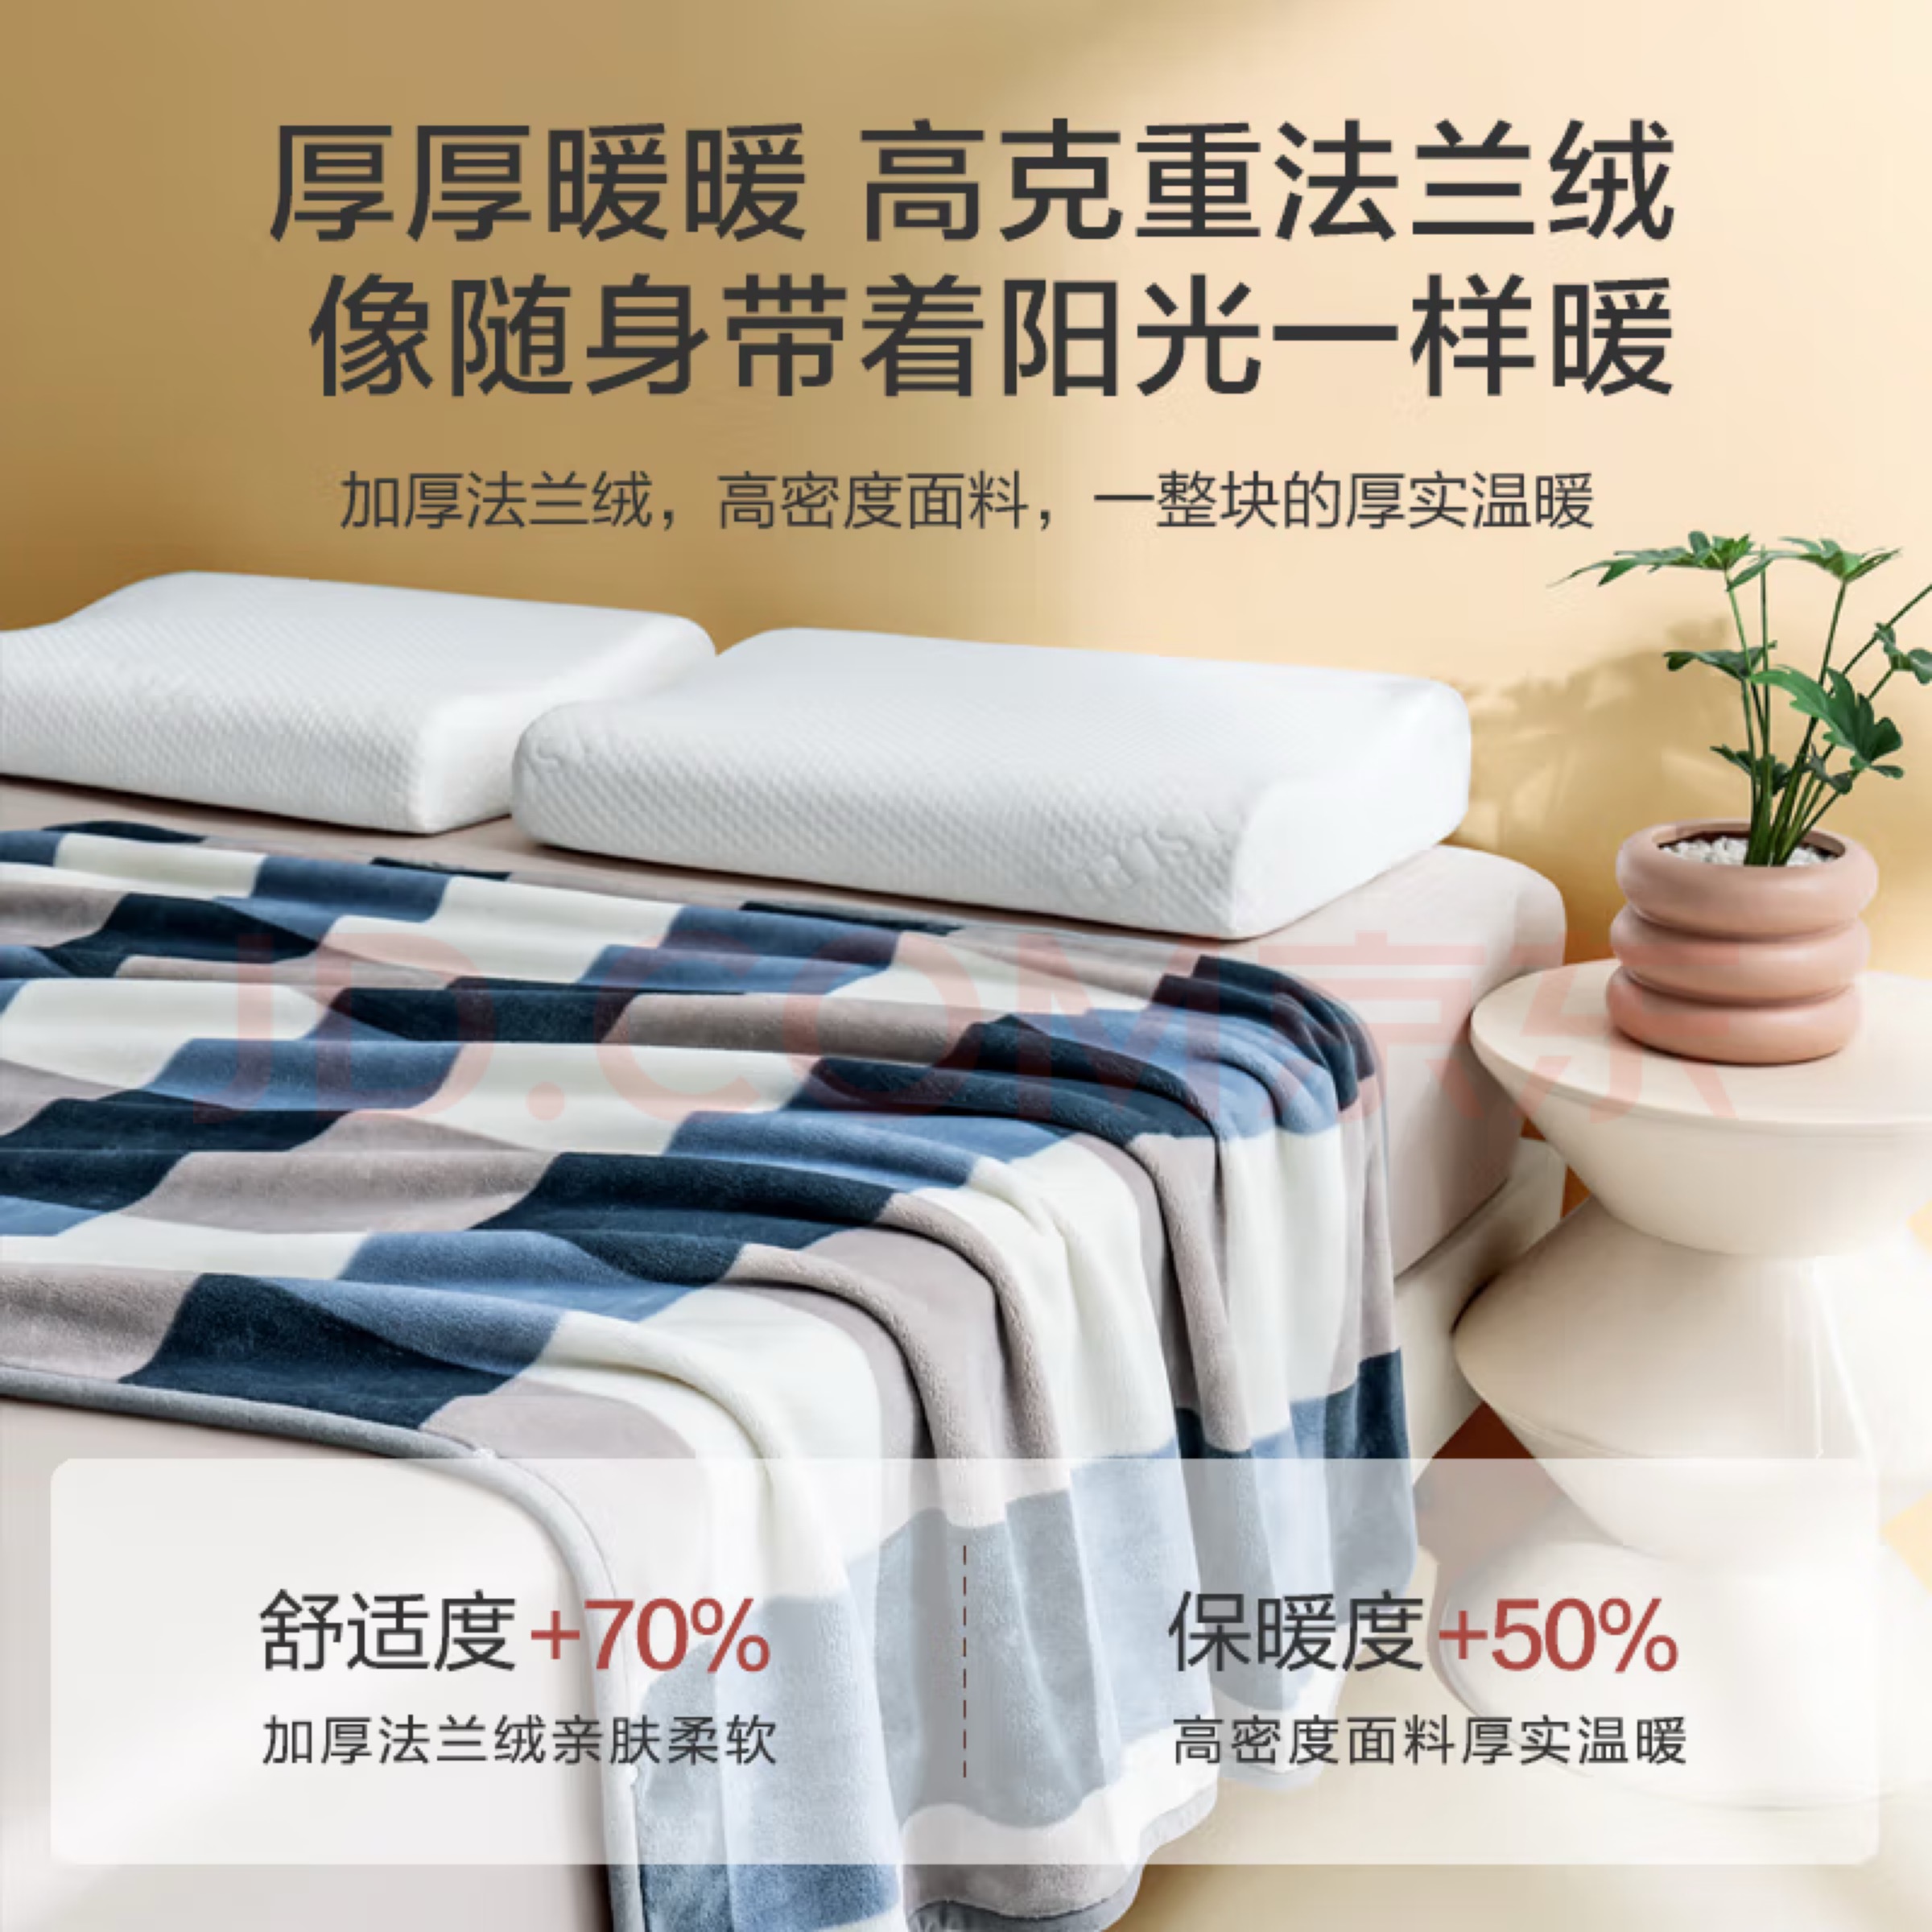 厚厚暖暖 高克重法兰绒
像随身带着阳光一样暖
加厚法兰绒，高密度面料，一整块的厚实温暖
JD.COM京东
舒适度+70%
保暖度+50%
加厚法兰绒亲肤柔软
高密度面料厚实温暖